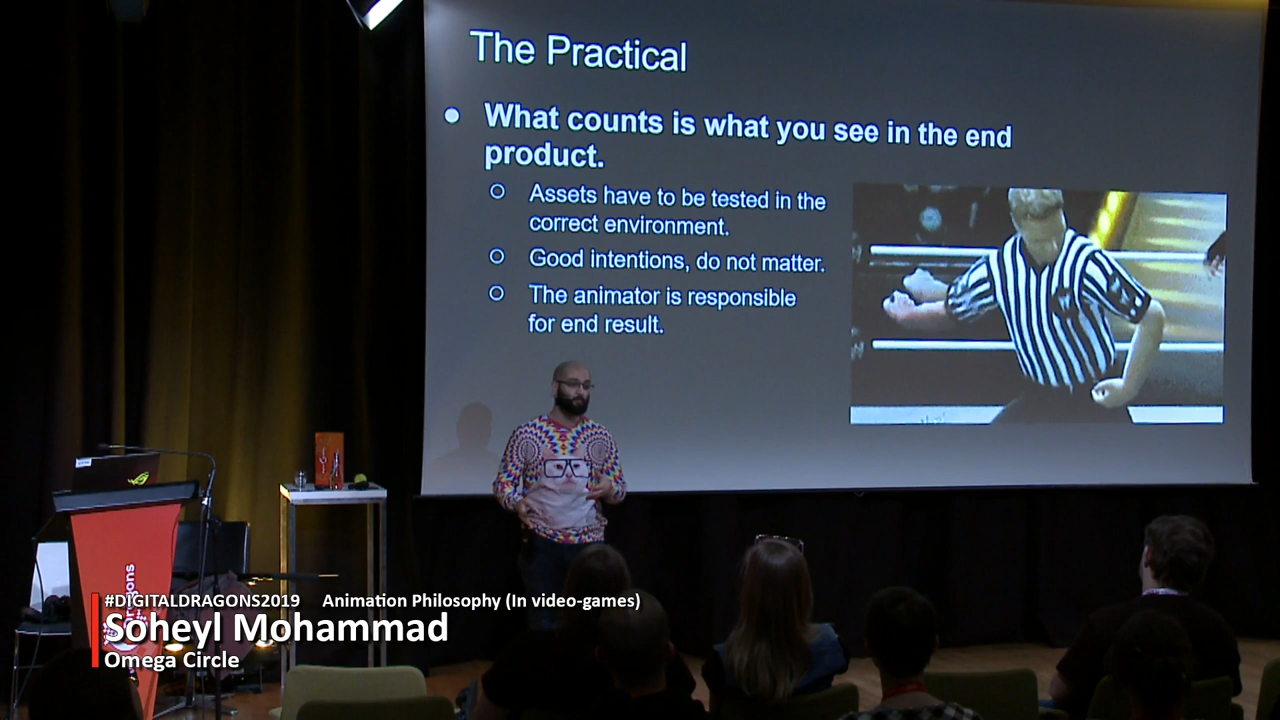 The Practical
What counts is what you see in the end
product.
Assets have to be tested in the
correct environment.
Good intentions, do not matter.
The animator is responsible
for end result.
#DIGITALDRAGONS2019 Animation Philosophy (In video-games)
Soheyl Mohammad
Omega Circle